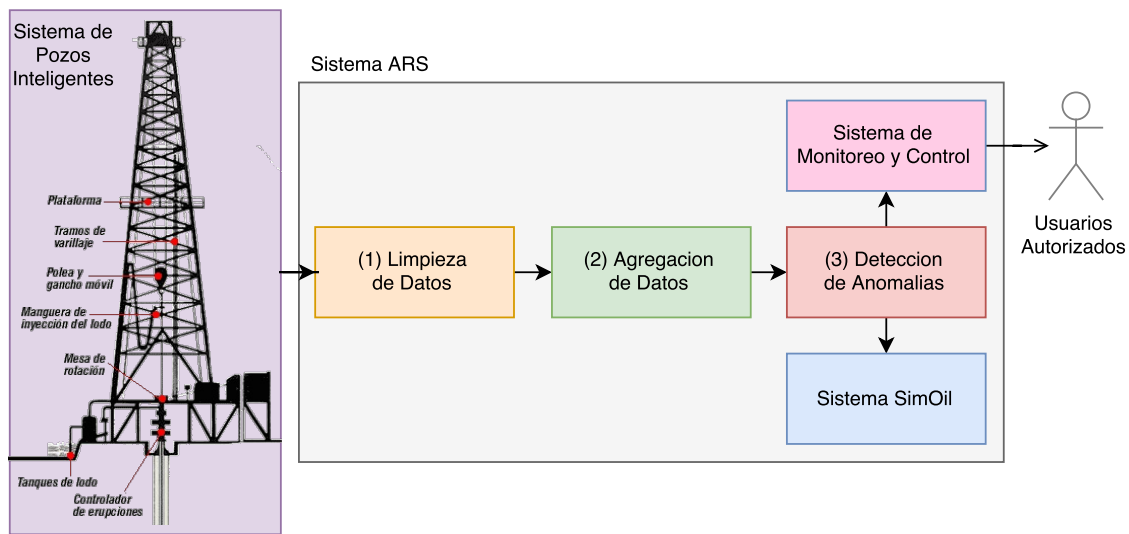 Sistema de
Pozos
Inteligentes
Plataforma
Tramos de
varillaje
Polea y
gancho móvil
Manguera de
inyección del lodo
Mesa de
rotación
Tanques de lodo
Controlador
de erupciones
Sistema ARS
(1) Limpieza
de Datos
(2) Agregacion
de Datos
(3) Deteccion
de Anomalias
Sistema de
Monitoreo y Control
Sistema SimOil
Usuarios
Autorizados